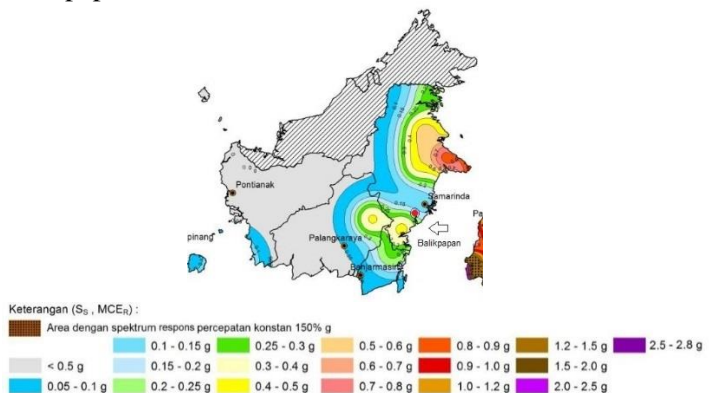 Samarinda
Pontianak
Pa
pinang
Palangkaraya
Balikpapan
Banjarmasin
Keterangan (S_S , MCE_R) :
Area dengan spektrum respons percepatan konstan 150% g
0.1 - 0.15 g 0.25 - 0.3 g 0.5 - 0.6 g 0.8 - 0.9 g 1.2 - 1.5 g 2.5 - 2.8 g
< 0.5 g 0.15 - 0.2 g 0.3 - 0.4 g 0.6 - 0.7 g 0.9 - 1.0 g 1.5 - 2.0 g
0.05 - 0.1 g 0.2 - 0.25 g 0.4 - 0.5 g 0.7 - 0.8 g 1.0 - 1.2 g 2.0 - 2.5 g